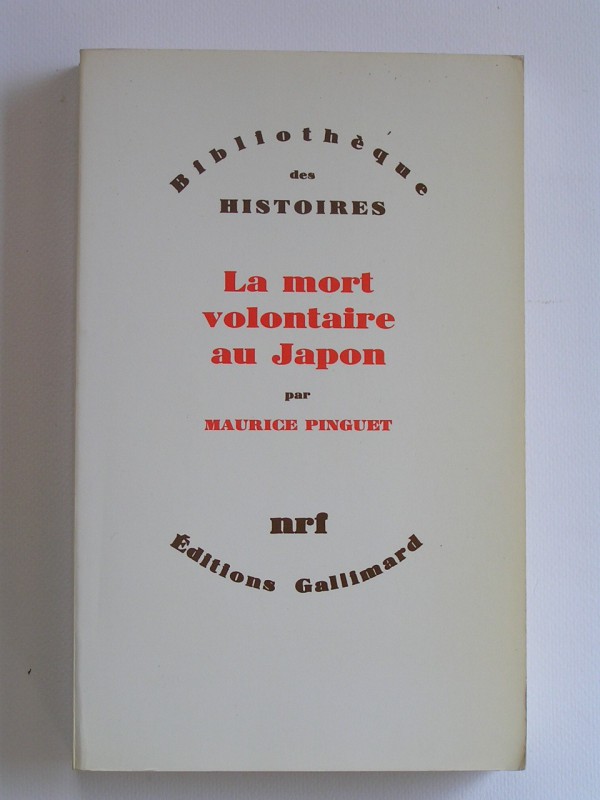 Bibliothèque
des
HISTOIRES
La mort
volontaire
au Japon
par
MAURICE PINGUET
nrf
Éditions Gallimard